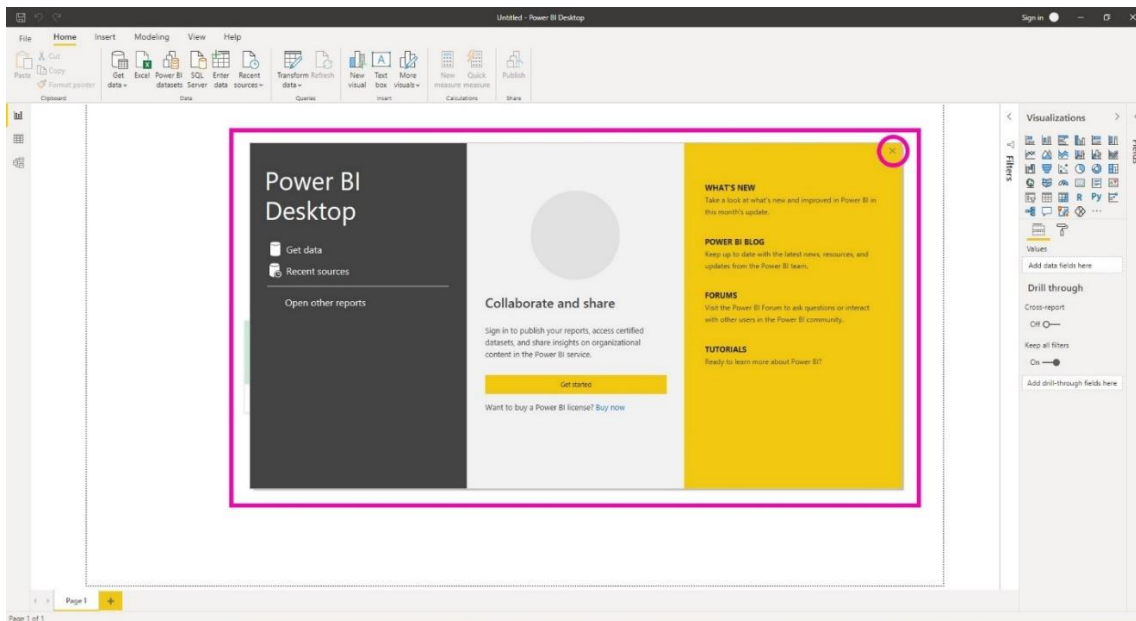 Untitled - Power BI Desktop
Sign in
File Home Insert Modeling View Help
Paste
Cut
Copy
Format painter
Get data
Excel
Power BI datasets
SQL Server
Enter data
Recent sources
Transform data
Refresh
New visual
Text box
More visuals
New measure
Quick measure
Publish
Clipboard
Data
Queries
Insert
Calculations
Share
Power BI
Desktop
Get data
Recent sources
Open other reports
Collaborate and share
Sign in to publish your reports, access certified
datasets, and share insights on organizational
content in the Power BI service.
Get started
Want to buy a Power BI license? Buy now
WHAT'S NEW
Take a look at what's new and improved in Power BI in
this month's update.
POWER BI BLOG
Keep up to date with the latest news, resources, and
updates from the Power BI team.
FORUMS
Visit the Power BI Forum to ask questions or interact
with other users in the Power BI community.
TUTORIALS
Ready to learn more about Power BI?
Filters
Visualizations
R Py
Values
Add data fields here
Drill through
Cross-report
Off
Keep all filters
On
Add drill-through fields here
Fields
Page 1
Page 1 of 1